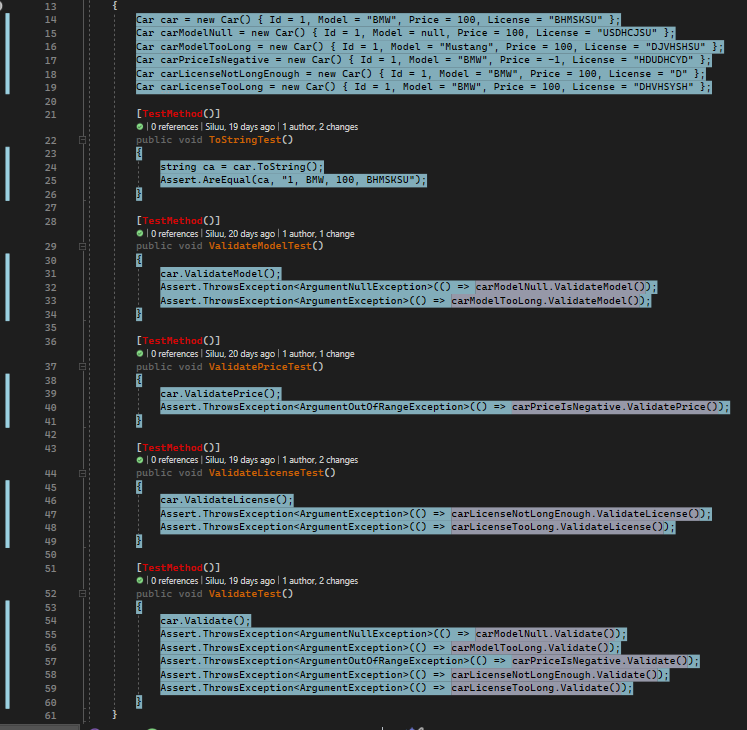 13 {
14 Car car = new Car() { Id = 1, Model = "BMW", Price = 100, License = "BHMSKSU" };
15 Car carModelNull = new Car() { Id = 1, Model = null, Price = 100, License = "USDHCJSU" };
16 Car carModelTooLong = new Car() { Id = 1, Model = "Mustang", Price = 100, License = "DJVHSHSU" };
17 Car carPriceIsNegative = new Car() { Id = 1, Model = "BMW", Price = -1, License = "HDUDHCYD" };
18 Car carLicenseNotLongEnough = new Car() { Id = 1, Model = "BMW", Price = 100, License = "D" };
19 Car carLicenseTooLong = new Car() { Id = 1, Model = "BMW", Price = 100, License = "DHVHSYSH" };
20
21 [TestMethod()]
0 references | Siluu, 19 days ago | 1 author, 2 changes
22 public void ToStringTest()
23 {
24 string ca = car.ToString();
25 Assert.AreEqual(ca, "1, BMW, 100, BHMSKSU");
26 }
27
28 [TestMethod()]
0 references | Siluu, 20 days ago | 1 author, 1 change
29 public void ValidateModelTest()
30 {
31 car.ValidateModel();
32 Assert.ThrowsException<ArgumentNullException>(() => carModelNull.ValidateModel());
33 Assert.ThrowsException<ArgumentException>(() => carModelTooLong.ValidateModel());
34 }
35
36 [TestMethod()]
0 references | Siluu, 20 days ago | 1 author, 1 change
37 public void ValidatePriceTest()
38 {
39 car.ValidatePrice();
40 Assert.ThrowsException<ArgumentOutOfRangeException>(() => carPriceIsNegative.ValidatePrice());
41 }
42
43 [TestMethod()]
0 references | Siluu, 19 days ago | 1 author, 2 changes
44 public void ValidateLicenseTest()
45 {
46 car.ValidateLicense();
47 Assert.ThrowsException<ArgumentException>(() => carLicenseNotLongEnough.ValidateLicense());
48 Assert.ThrowsException<ArgumentException>(() => carLicenseTooLong.ValidateLicense());
49 }
50
51 [TestMethod()]
0 references | Siluu, 19 days ago | 1 author, 2 changes
52 public void ValidateTest()
53 {
54 car.Validate();
55 Assert.ThrowsException<ArgumentNullException>(() => carModelNull.Validate());
56 Assert.ThrowsException<ArgumentException>(() => carModelTooLong.Validate());
57 Assert.ThrowsException<ArgumentOutOfRangeException>(() => carPriceIsNegative.Validate());
58 Assert.ThrowsException<ArgumentException>(() => carLicenseNotLongEnough.Validate());
59 Assert.ThrowsException<ArgumentException>(() => carLicenseTooLong.Validate());
60 }
61 }